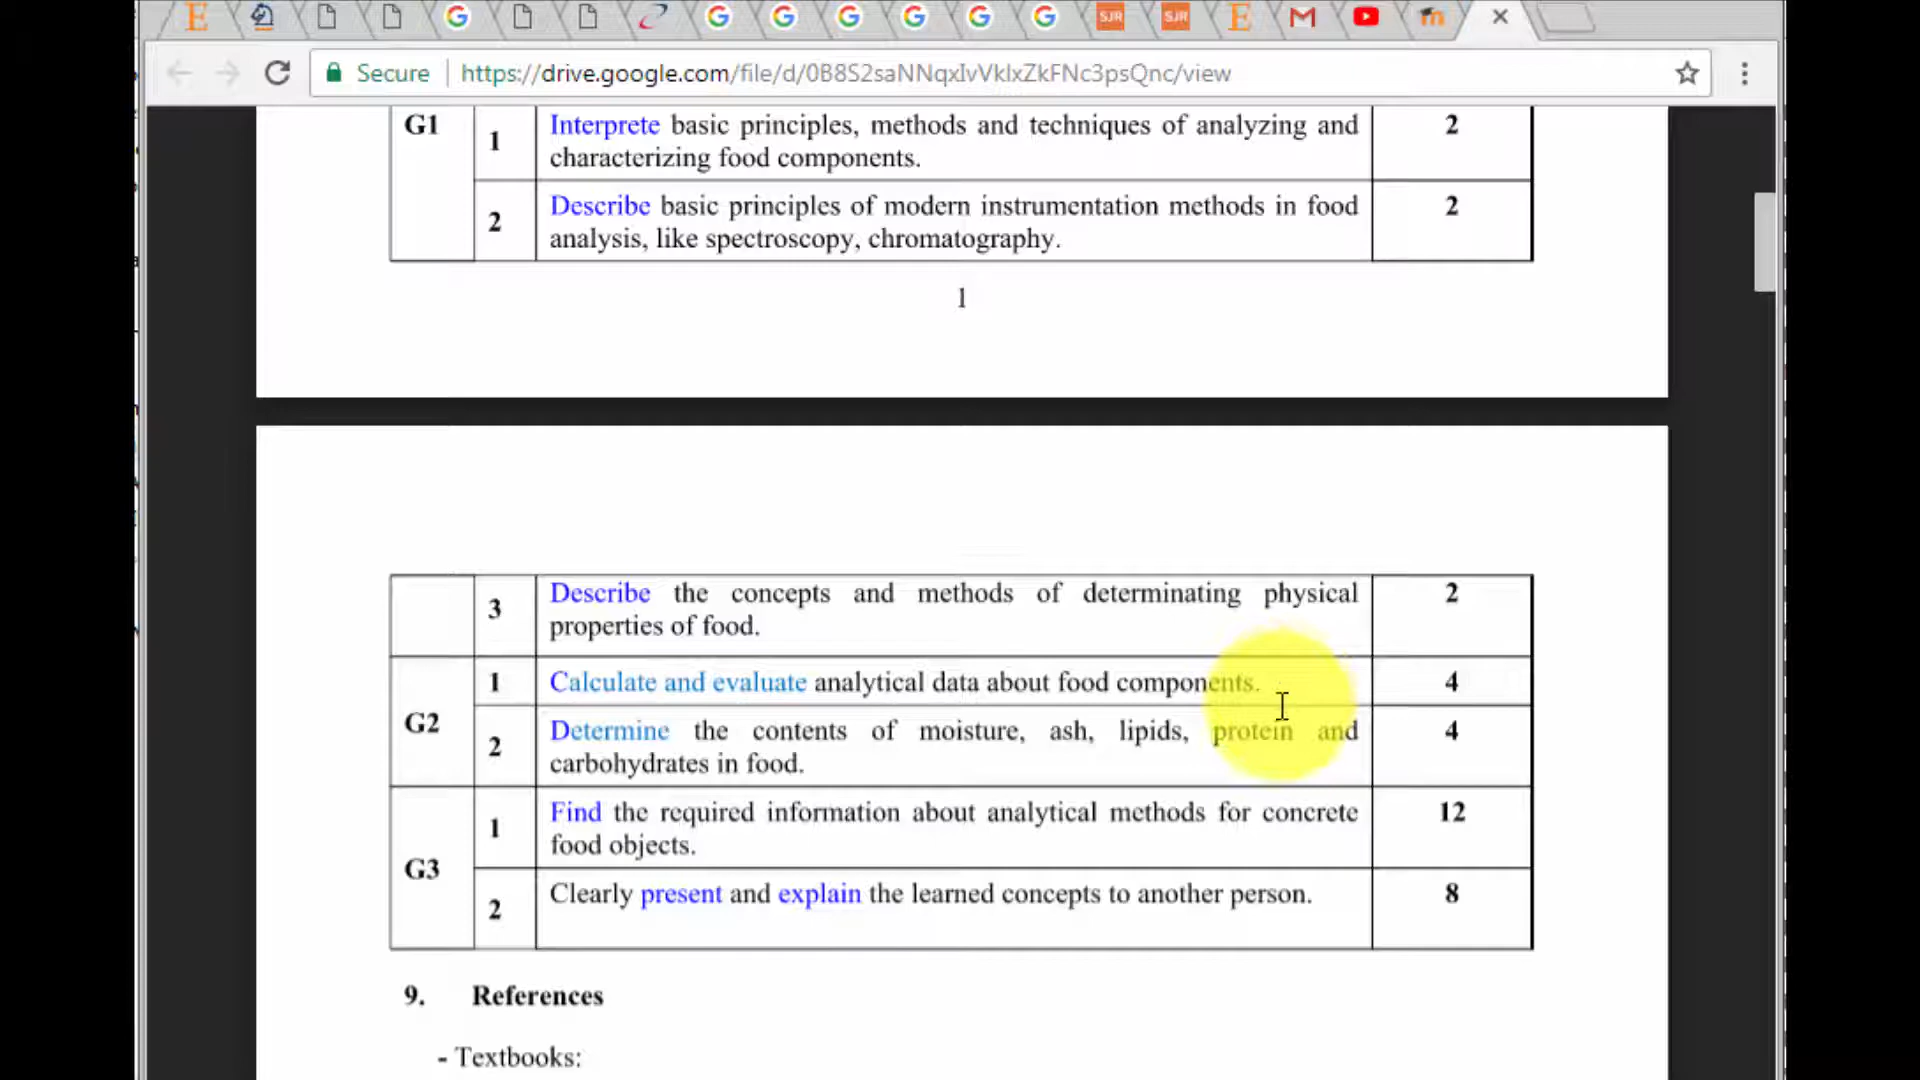 E G G G G G G G SJR SJR E
Secure https://drive.google.com/file/d/0B8S2saNNqxIvVklxZkFNc3psQnc/view
G1 1 Interprete basic principles, methods and techniques of analyzing and 2
characterizing food components.
2 Describe basic principles of modern instrumentation methods in food 2
analysis, like spectroscopy, chromatography.
1
3 Describe the concepts and methods of determinating physical 2
properties of food.
G2 1 Calculate and evaluate analytical data about food components. 4
2 Determine the contents of moisture, ash, lipids, protein and 4
carbohydrates in food.
G3 1 Find the required information about analytical methods for concrete 12
food objects.
2 Clearly present and explain the learned concepts to another person. 8
9. References
- Textbooks: